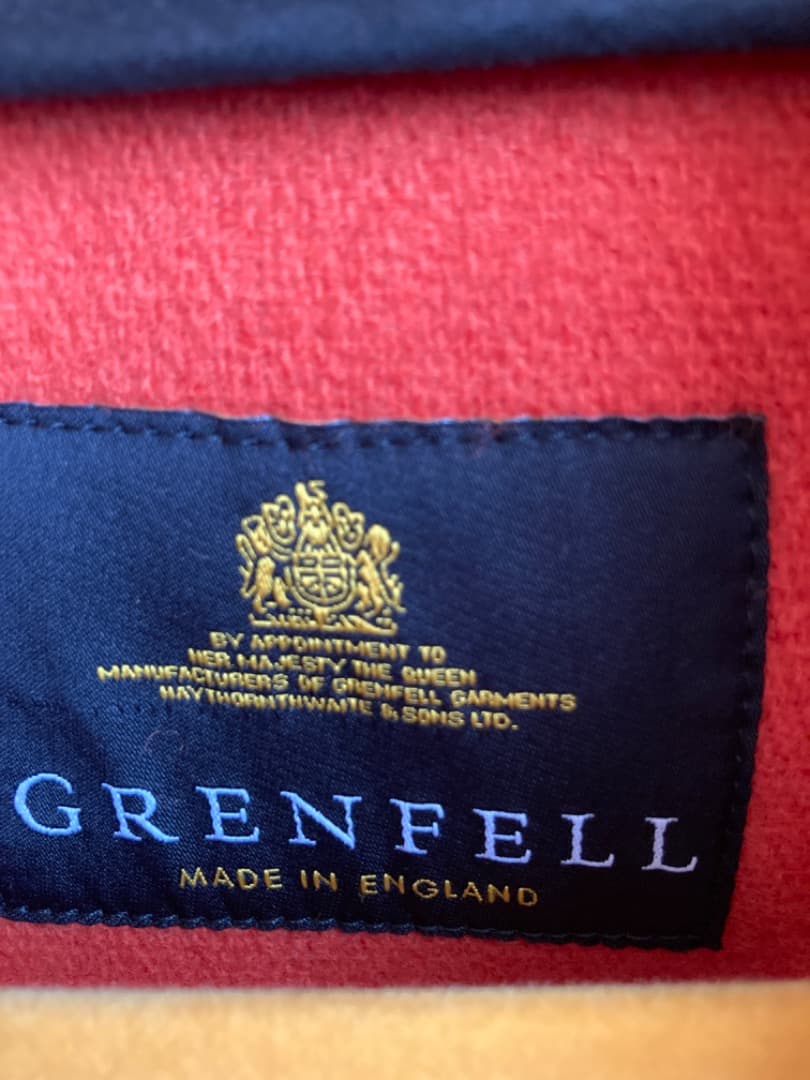 BY APPOINTMENT TO
HER MAJESTY THE QUEEN
MANUFACTURERS OF GRENFELL GARMENTS
HAYTHORNTHWAITE & SONS LTD.
GRENFELL
MADE IN ENGLAND